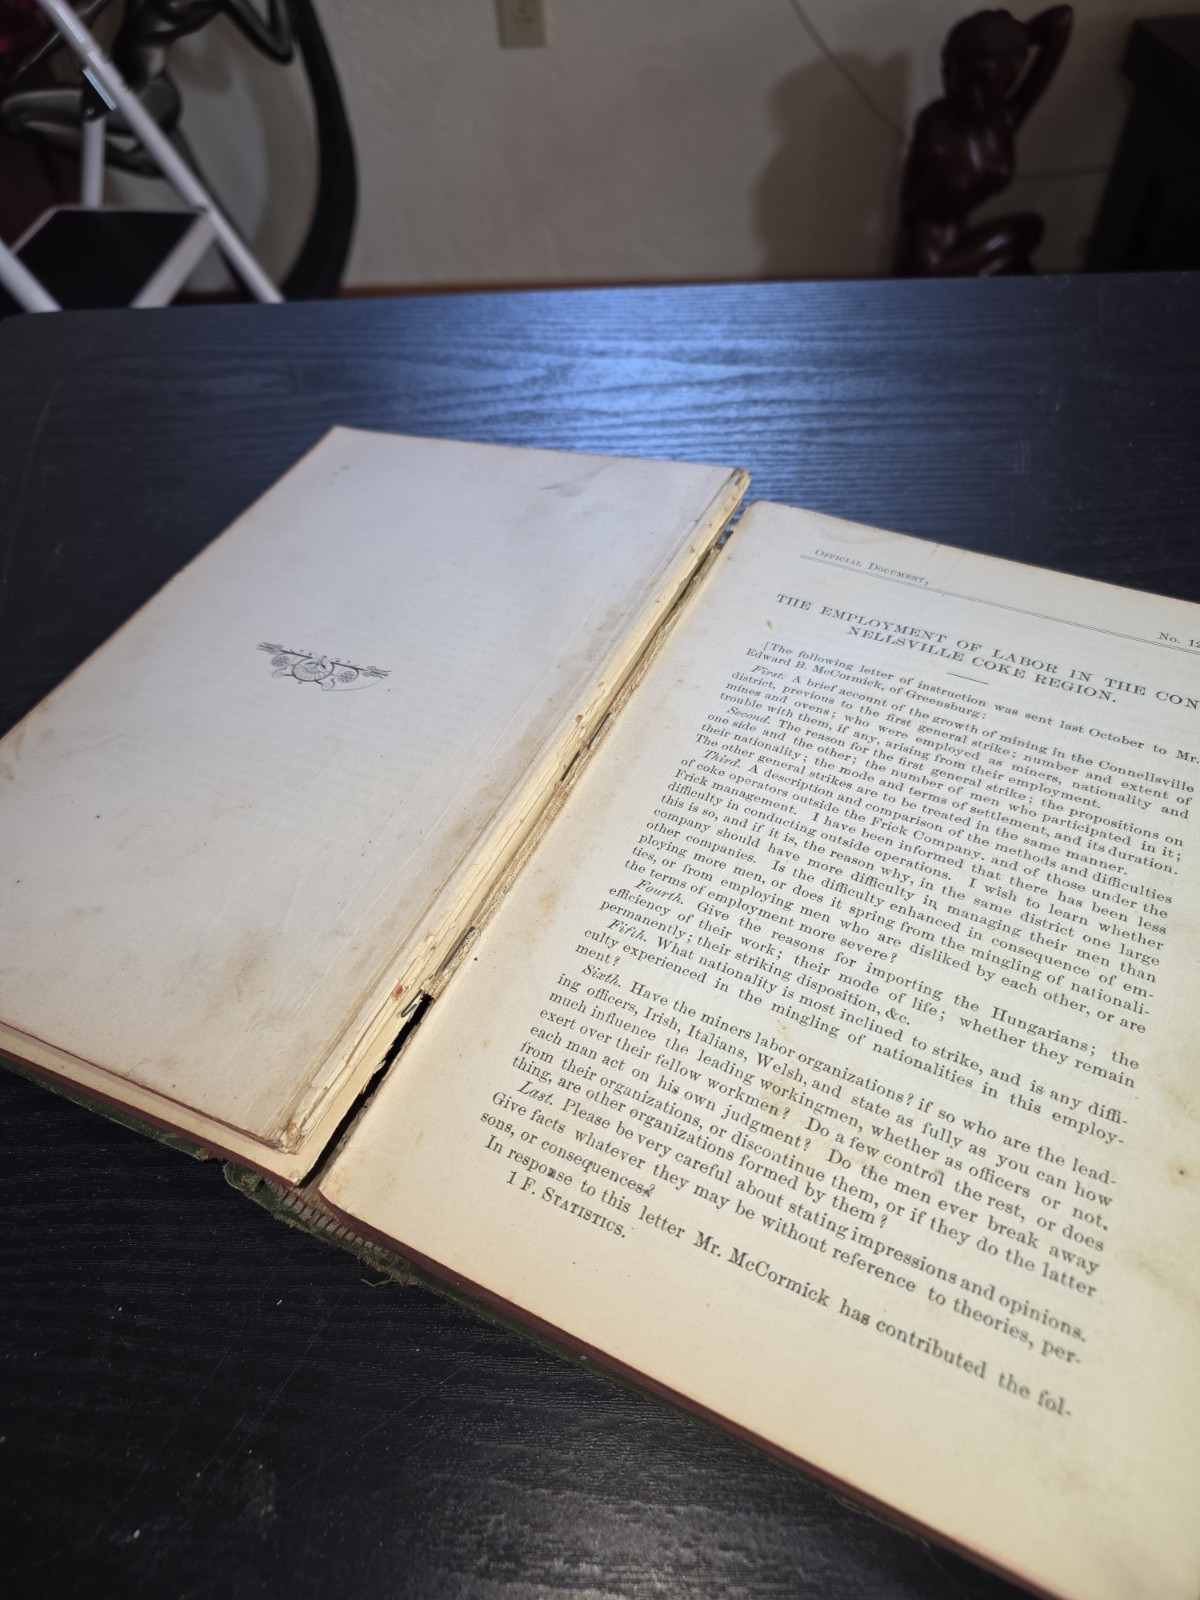 OFFICIAL DOCUMENT,
No. 12
THE EMPLOYMENT OF LABOR IN THE CON
NELLSVILLE COKE REGION.
[The following letter of instruction was sent last October to Mr.
Edward B. McCormick, of Greensburg:
First. A brief account of the growth of mining in the Connellsville
district, previous to the first general strike; number and extent of
mines and ovens; who were employed as miners, nationality and
trouble with them, if any, arising from their employment.
Second. The reason for the first general strike; the propositions on
one side and the other; the number of men who participated in it;
their nationality; the mode and terms of settlement, and its duration.
The other general strikes are to be treated in the same manner.
Third. A description and comparison of the methods and difficulties
of coke operators outside the Frick Company. and of those under the
Frick management. I have been informed that there has been less
difficulty in conducting outside operations. I wish to learn whether
this is so, and if it is, the reason why, in the same district one large
company should have more difficulty in managing their men than
other companies. Is the difficulty enhanced in consequence of em-
ploying more men, or does it spring from the mingling of nationali-
ties, or from employing men who are disliked by each other, or are
the terms of employment more severe?
Fourth. Give the reasons for importing the Hungarians; the
efficiency of their work; their mode of life; whether they remain
permanently; their striking disposition, &c.
Fifth. What nationality is most inclined to strike, and is any diffi-
culty experienced in the mingling of nationalities in this employ-
ment?
Sixth. Have the miners labor organizations? if so who are the lead-
ing officers, Irish, Italians, Welsh, and state as fully as you can how
much influence the leading workingmen, whether as officers or not,
exert over their fellow workmen? Do a few control the rest, or does
each man act on his own judgment? Do the men ever break away
from their organizations, or discontinue them, or if they do the latter
thing, are other organizations formed by them?
Last. Please be very careful about stating impressions and opinions.
Give facts whatever they may be without reference to theories, per-
sons, or consequences?
In response to this letter Mr. McCormick has contributed the fol-
1 F. STATISTICS.